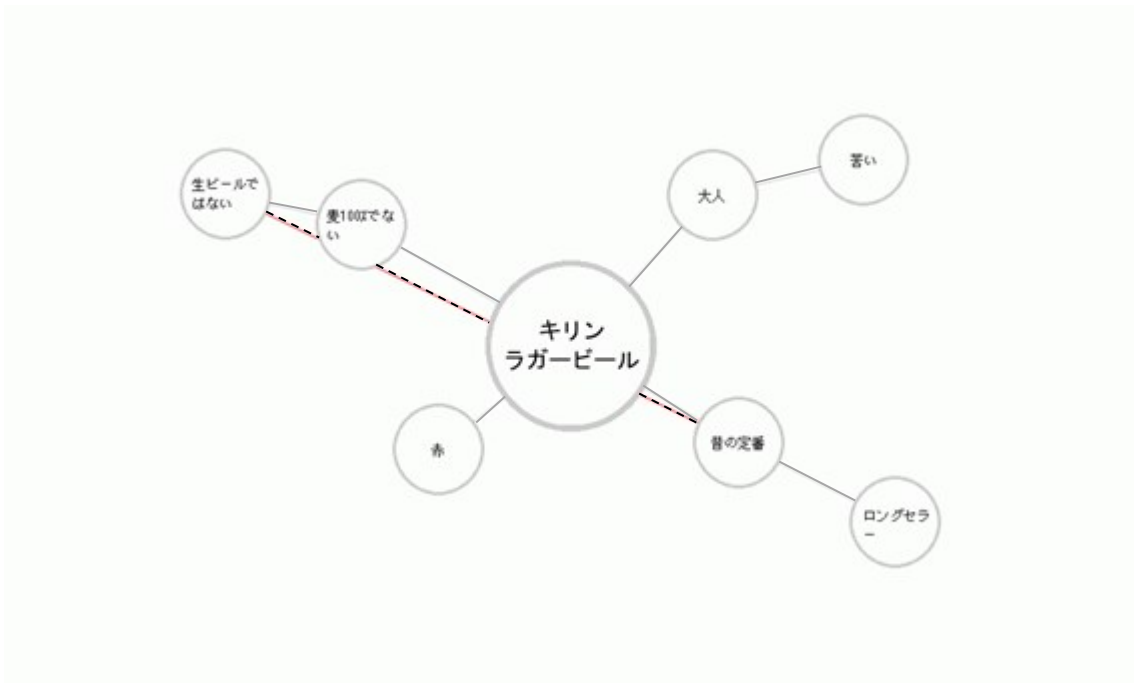 苦い
生ビールで
はない
大人
麦100%でな
い
キリン
ラガービール
昔の定番
赤
ロングセラ
ー